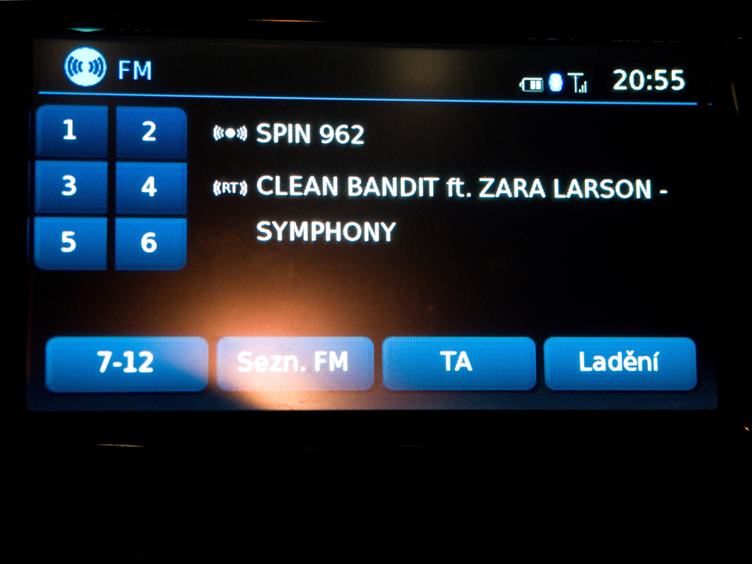 FM
20:55
1 2
SPIN 962
3 4
RT CLEAN BANDIT ft. ZARA LARSON -
SYMPHONY
5 6
7-12 Sezn. FM TA Ladění